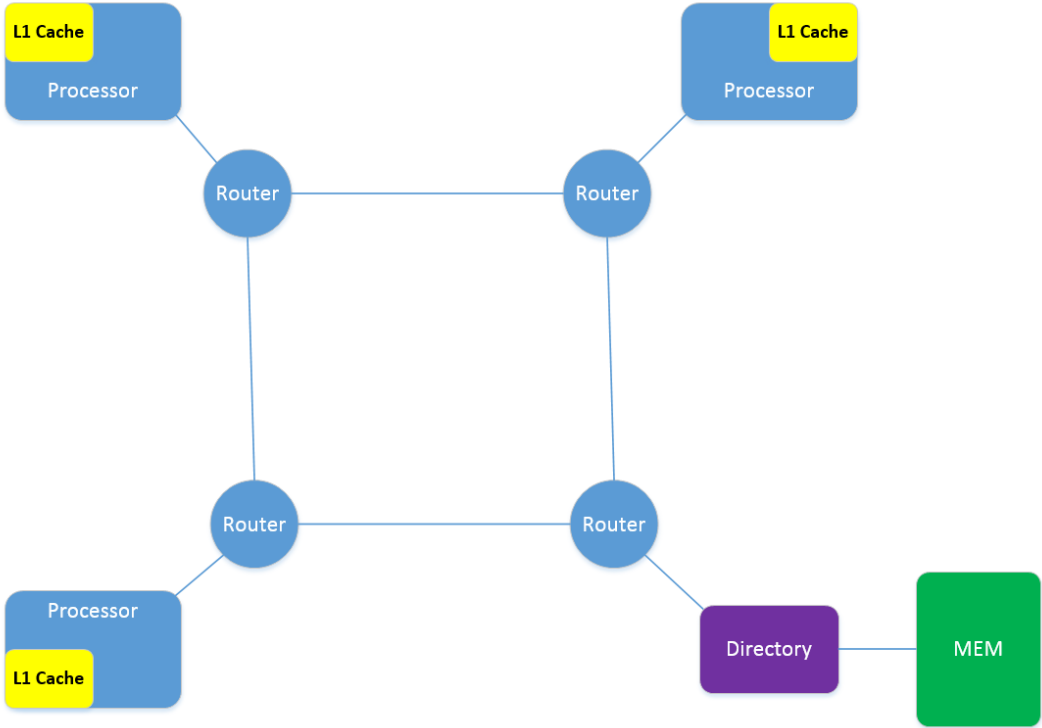 L1 Cache
Processor
L1 Cache
Processor
Router
Router
Router
Router
Processor
L1 Cache
Directory
MEM